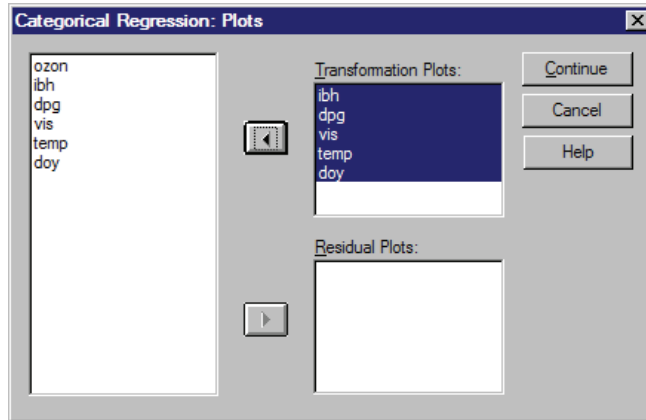 Categorical Regression: Plots
ozon
ibh
dpg
vis
temp
doy
Transformation Plots:
ibh
dpg
vis
temp
doy
Residual Plots:
Continue
Cancel
Help